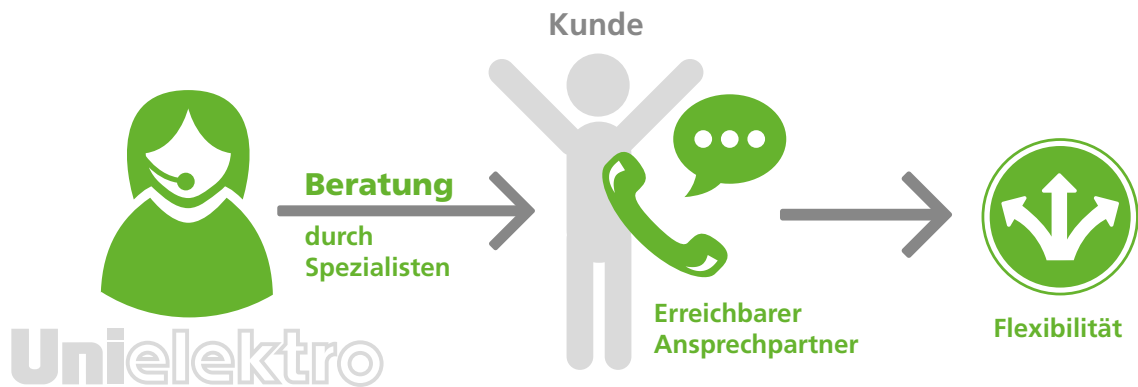 Kunde
Beratung
durch
Spezialisten
Erreichbarer
Ansprechpartner
Flexibilität
Unielektro